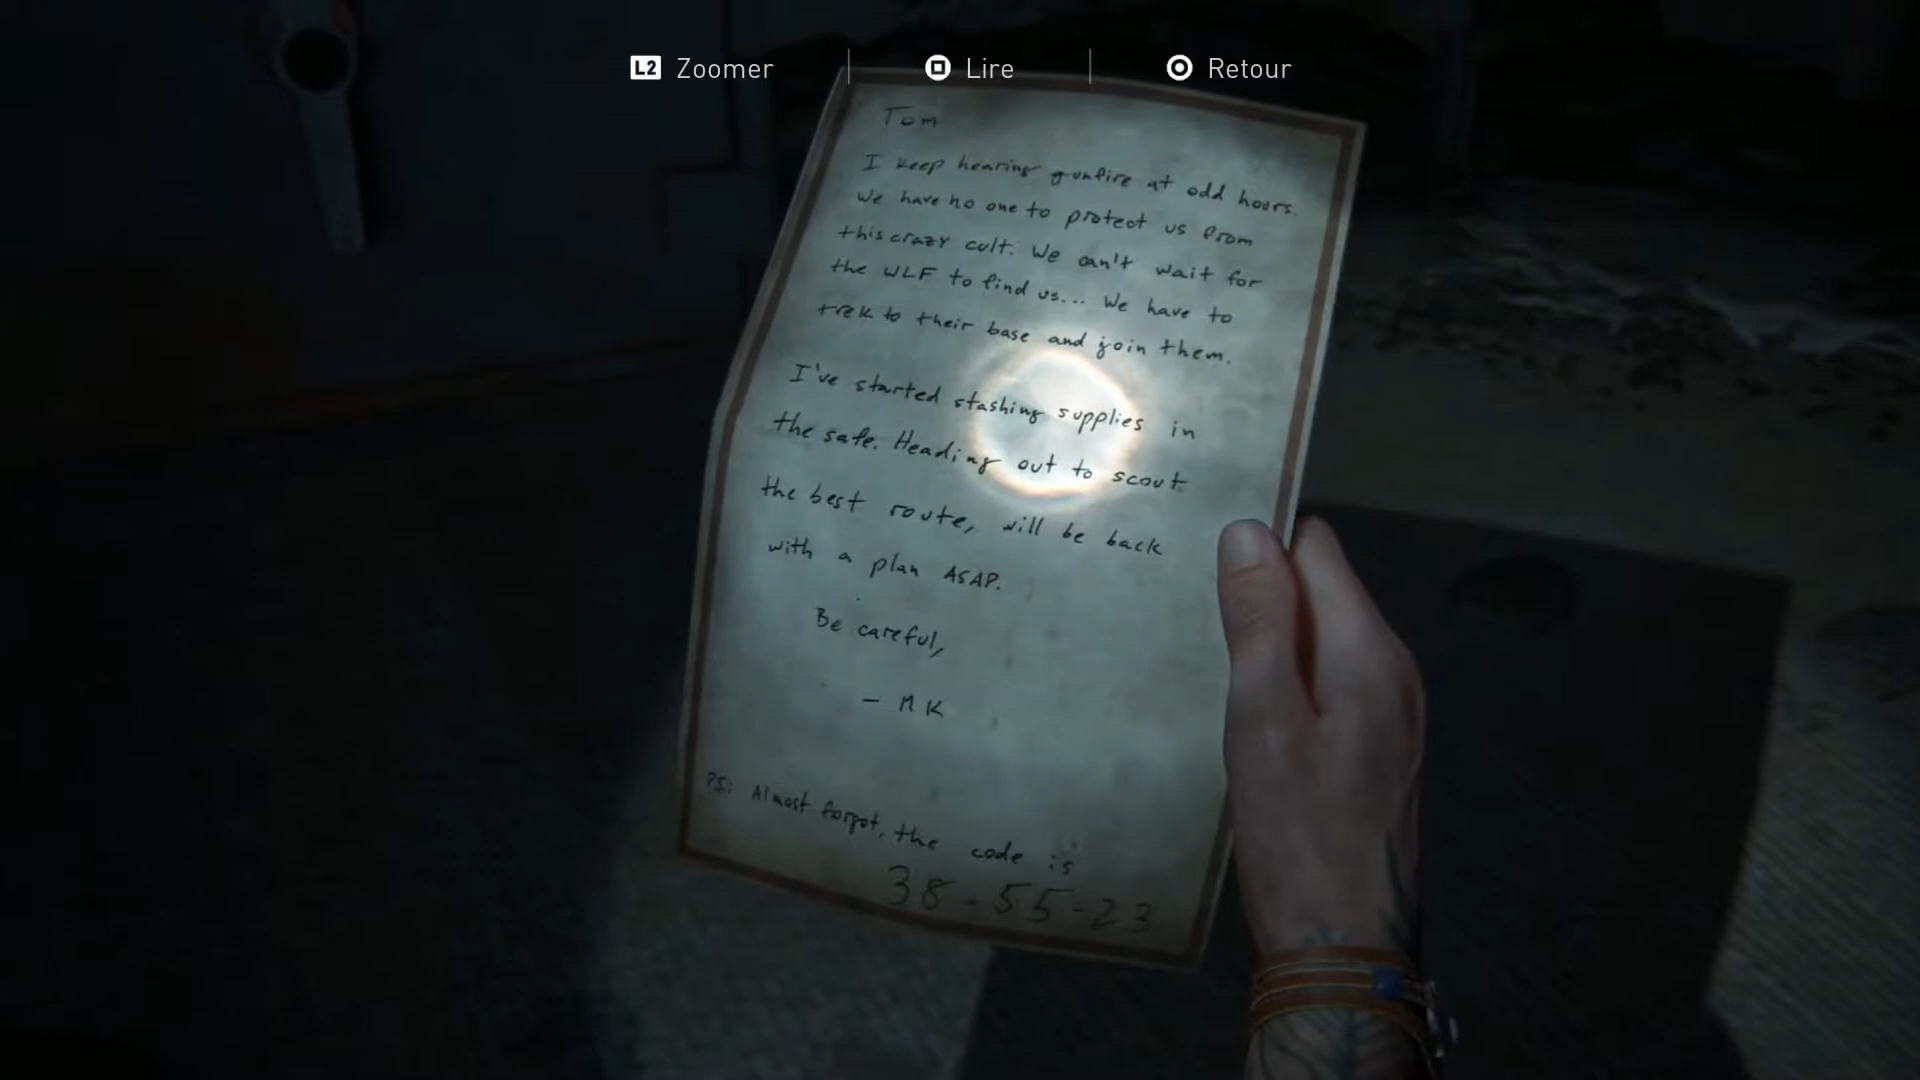 L2 Zoomer Lire Retour
Tom
I keep hearing gunfire at odd hours.
We have no one to protect us from
this crazy cult. We can't wait for
the WLF to find us... We have to
trek to their base and join them.
I've started stashing supplies in
the safe. Heading out to scout
the best route, will be back
with a plan ASAP.
Be careful,
- MK
PS: Almost forgot, the code is
38-55-23